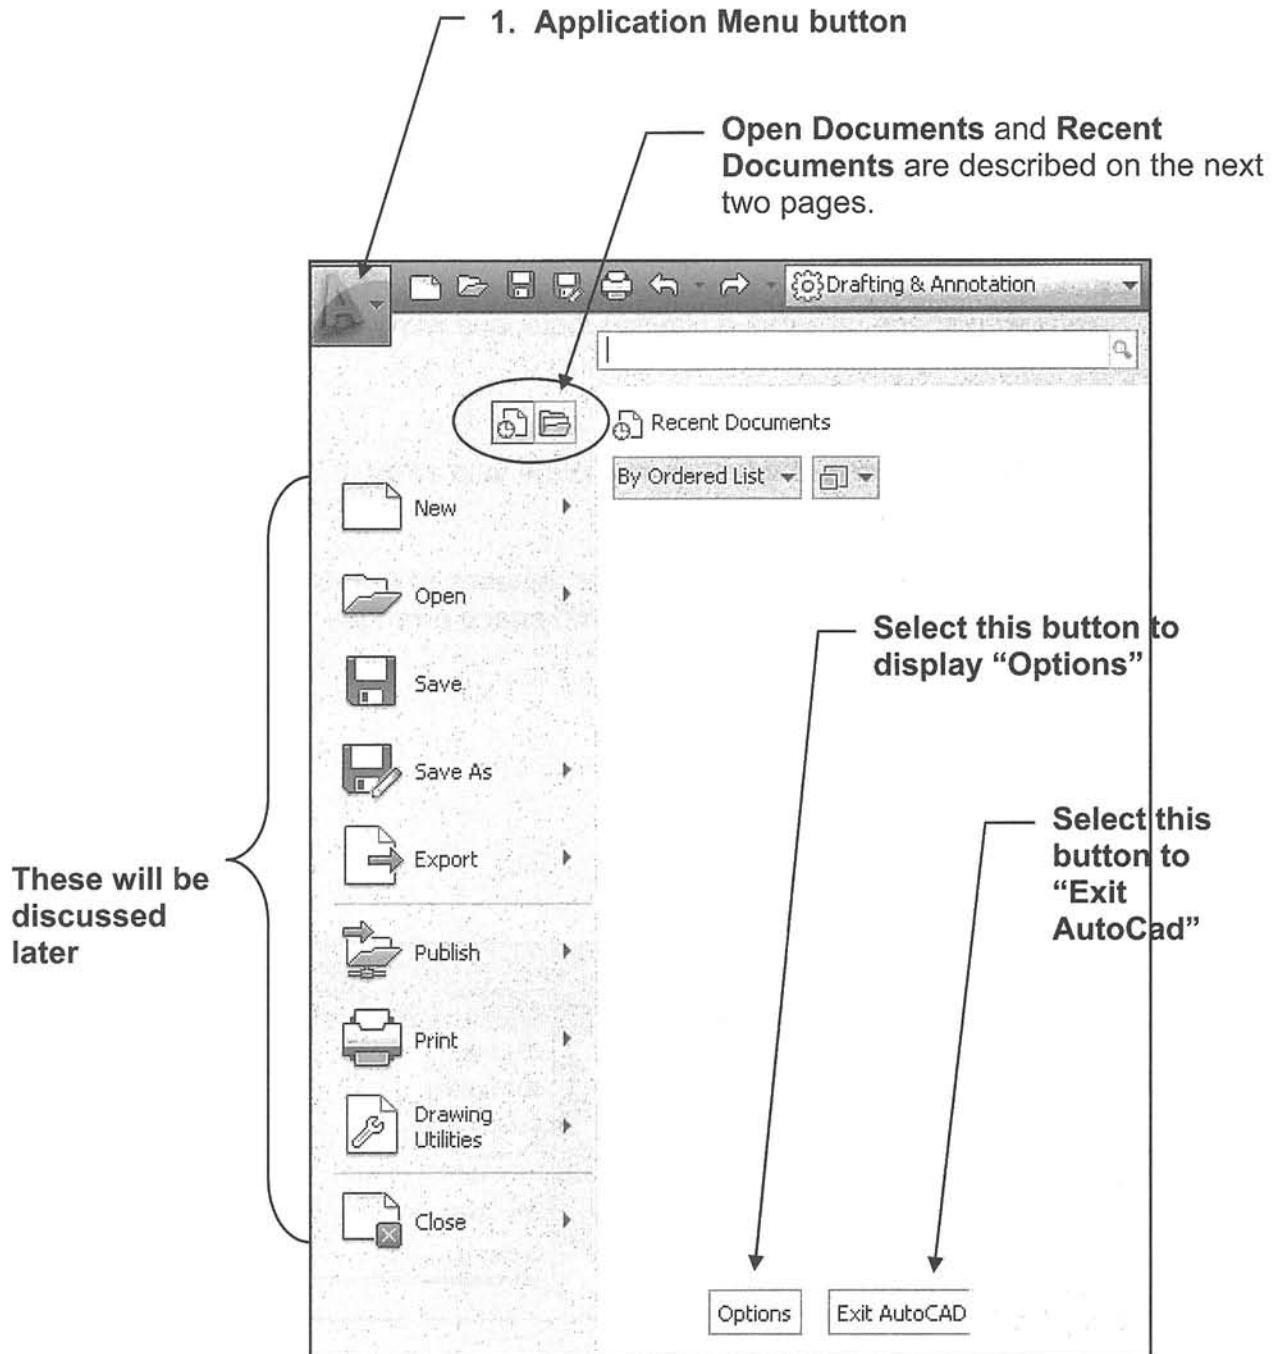 1. Application Menu button
Open Documents and Recent
Documents are described on the next
two pages.
Drafting & Annotation
Recent Documents
By Ordered List
New
Open
Select this button to
display “Options”
Save
Save As
Select this
button to
“Exit
AutoCad”
Export
These will be
discussed
later
Publish
Print
Drawing
Utilities
Close
Options
Exit AutoCAD